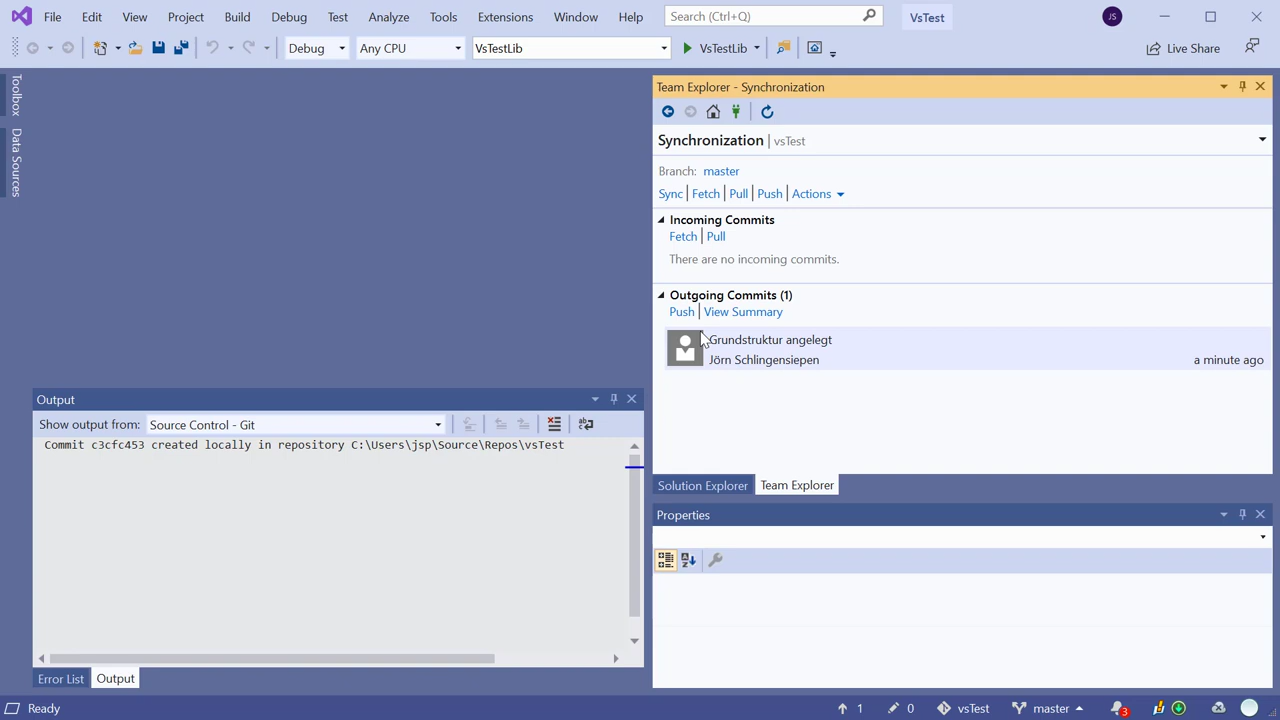 File Edit View Project Build Debug Test Analyze Tools Extensions Window Help Search (Ctrl+Q) VsTest JS
Debug Any CPU VsTestLib VsTestLib Live Share
Toolbox
Data Sources
Team Explorer - Synchronization
Synchronization | vsTest
Branch: master
Sync | Fetch | Pull | Push | Actions
Incoming Commits
Fetch | Pull
There are no incoming commits.
Outgoing Commits (1)
Push | View Summary
Grundstruktur angelegt
Jörn Schlingensiepen a minute ago
Solution Explorer Team Explorer
Output
Show output from: Source Control - Git
Commit c3cfc453 created locally in repository C:\Users\jsp\Source\Repos\vsTest
Error List Output
Properties
Ready 1 0 vsTest master 3